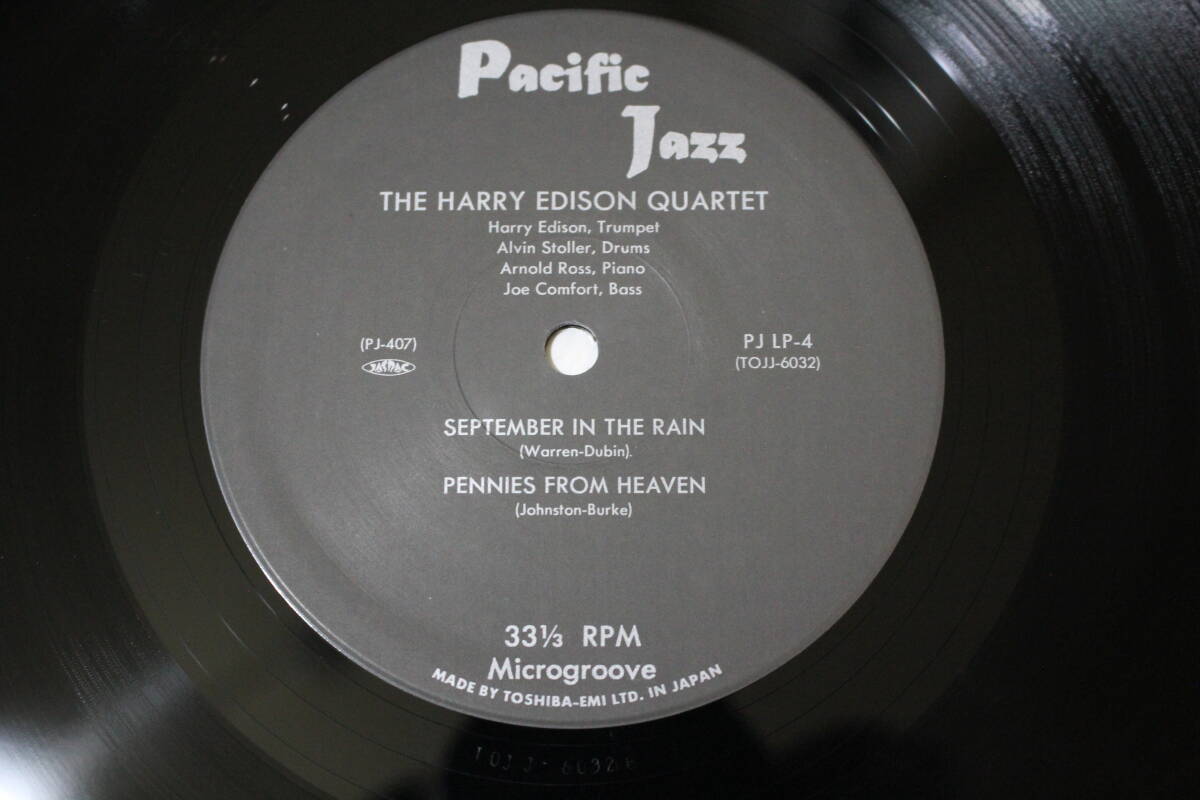 Pacific
Jazz
THE HARRY EDISON QUARTET
Harry Edison, Trumpet
Alvin Stoller, Drums
Arnold Ross, Piano
Joe Comfort, Bass
(PJ-407)
JASRAC
PJ LP-4
(TOJJ-6032)
SEPTEMBER IN THE RAIN
(Warren-Dubin).
PENNIES FROM HEAVEN
(Johnston-Burke)
33⅓ RPM
Microgroove
MADE BY TOSHIBA-EMI LTD. IN JAPAN